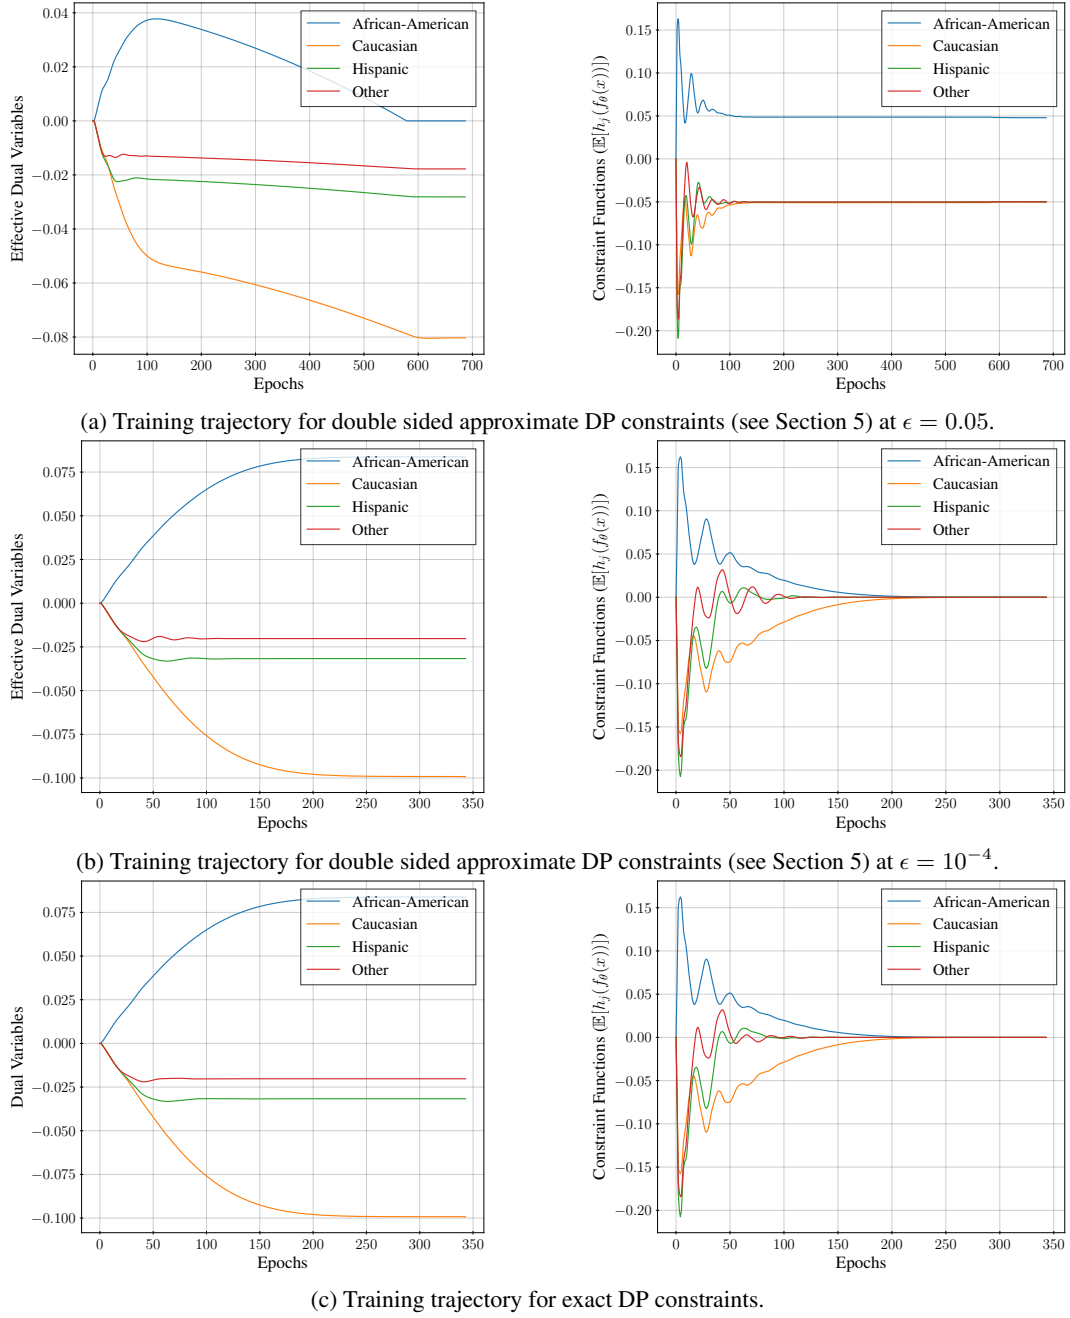 0.04
0.02
0.00
−0.02
−0.04
−0.06
−0.08
0 100 200 300 400 500 600 700
Epochs
Effective Dual Variables
African-American
Caucasian
Hispanic
Other
0.15
0.10
0.05
0.00
−0.05
−0.10
−0.15
−0.20
0 100 200 300 400 500 600 700
Epochs
Constraint Functions (𝔼[h_j(f_θ(x))])
African-American
Caucasian
Hispanic
Other
(a) Training trajectory for double sided approximate DP constraints (see Section 5) at ϵ = 0.05.
0.075
0.050
0.025
0.000
−0.025
−0.050
−0.075
−0.100
0 50 100 150 200 250 300 350
Epochs
Effective Dual Variables
African-American
Caucasian
Hispanic
Other
0.15
0.10
0.05
0.00
−0.05
−0.10
−0.15
−0.20
0 50 100 150 200 250 300 350
Epochs
Constraint Functions (𝔼[h_j(f_θ(x))])
African-American
Caucasian
Hispanic
Other
(b) Training trajectory for double sided approximate DP constraints (see Section 5) at ϵ = 10⁻⁴.
0.075
0.050
0.025
0.000
−0.025
−0.050
−0.075
−0.100
0 50 100 150 200 250 300 350
Epochs
Dual Variables
African-American
Caucasian
Hispanic
Other
0.15
0.10
0.05
0.00
−0.05
−0.10
−0.15
−0.20
0 50 100 150 200 250 300 350
Epochs
Constraint Functions (𝔼[h_j(f_θ(x))])
African-American
Caucasian
Hispanic
Other
(c) Training trajectory for exact DP constraints.